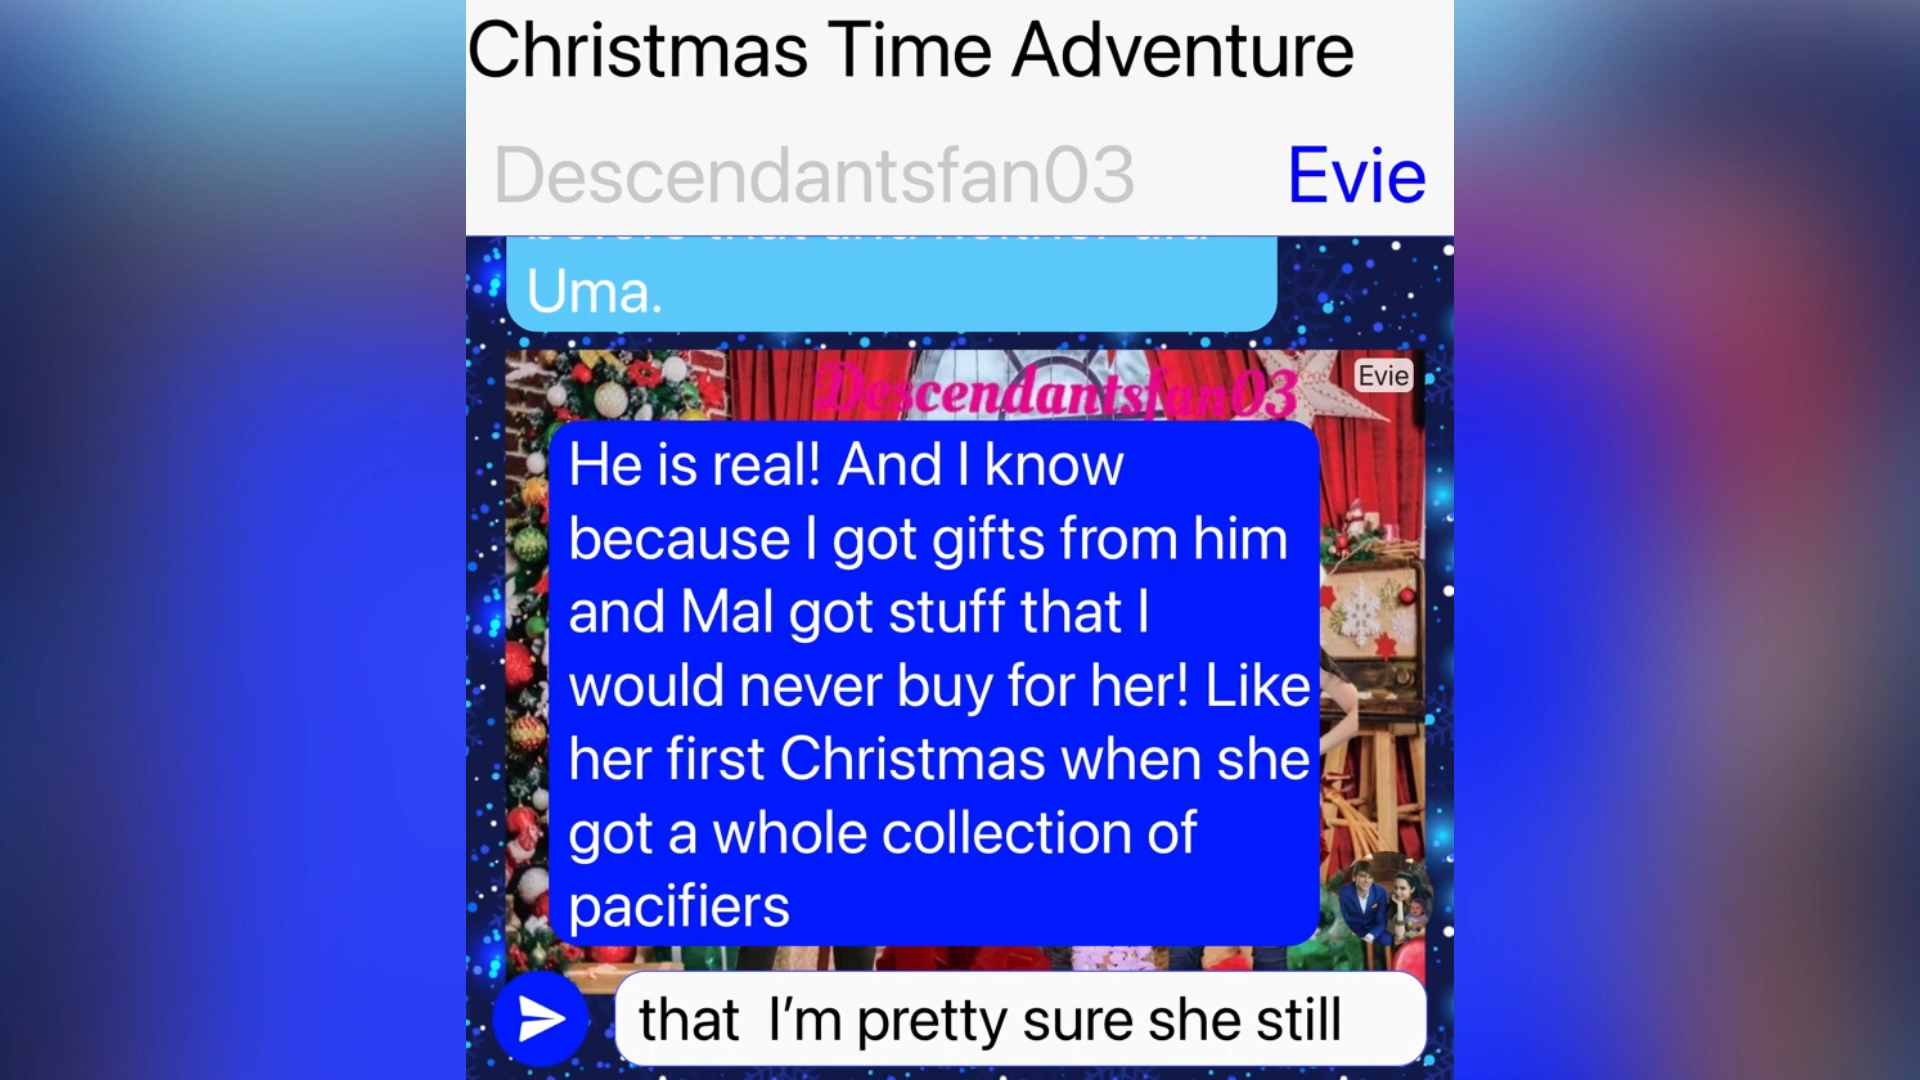 Christmas Time Adventure
Descendantsfan03
Evie
Uma.
Descendantsfan03
Evie
He is real! And I know
because I got gifts from him
and Mal got stuff that I
would never buy for her! Like
her first Christmas when she
got a whole collection of
pacifiers
that I’m pretty sure she still